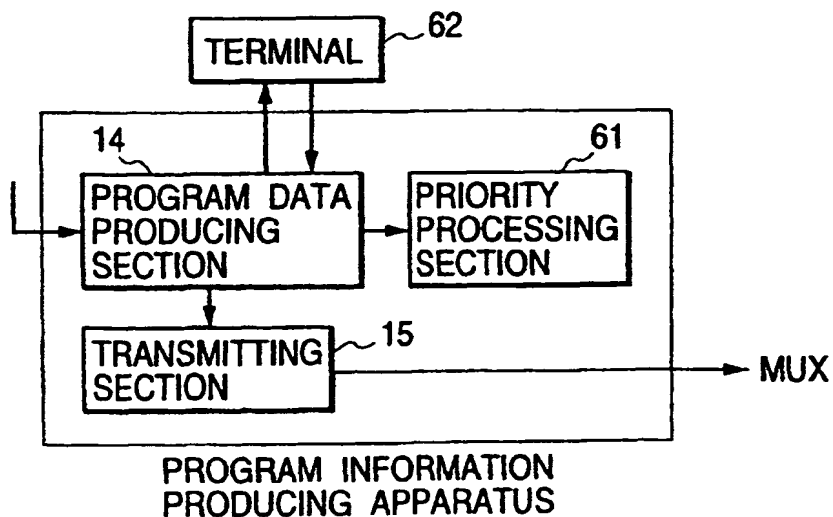 62
TERMINAL
14
61
PROGRAM DATA
PRODUCING
SECTION
PRIORITY
PROCESSING
SECTION
15
TRANSMITTING
SECTION
MUX
PROGRAM INFORMATION
PRODUCING APPARATUS